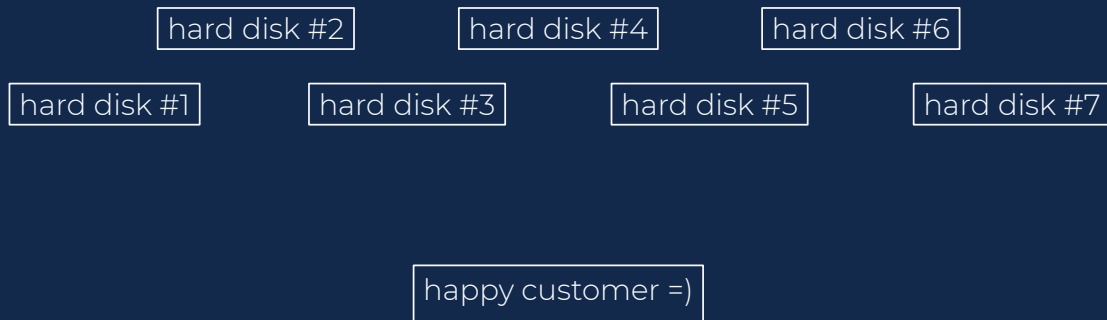 hard disk #2 hard disk #4 hard disk #6
hard disk #1 hard disk #3 hard disk #5 hard disk #7
happy customer =)